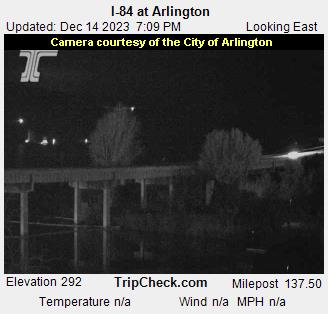 I-84 at Arlington
Updated: Dec 14 2023 7:09 PM Looking East
Camera courtesy of the City of Arlington
Elevation 292 TripCheck.com Milepost 137.50
Temperature n/a Wind n/a MPH n/a